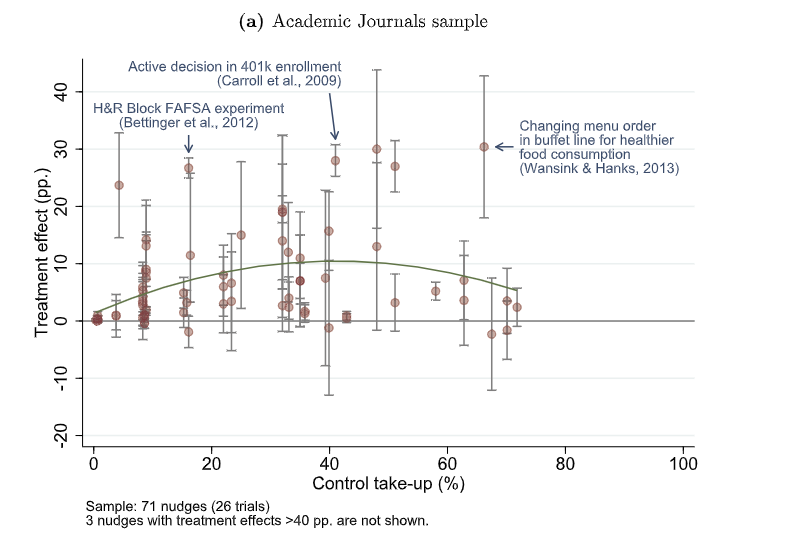 (a) Academic Journals sample
Active decision in 401k enrollment
(Carroll et al., 2009)
H&R Block FAFSA experiment
(Bettinger et al., 2012)
Changing menu order
in buffet line for healthier
food consumption
(Wansink & Hanks, 2013)
Treatment effect (pp.)
40
30
20
10
0
-10
-20
0 20 40 60 80 100
Control take-up (%)
Sample: 71 nudges (26 trials)
3 nudges with treatment effects >40 pp. are not shown.